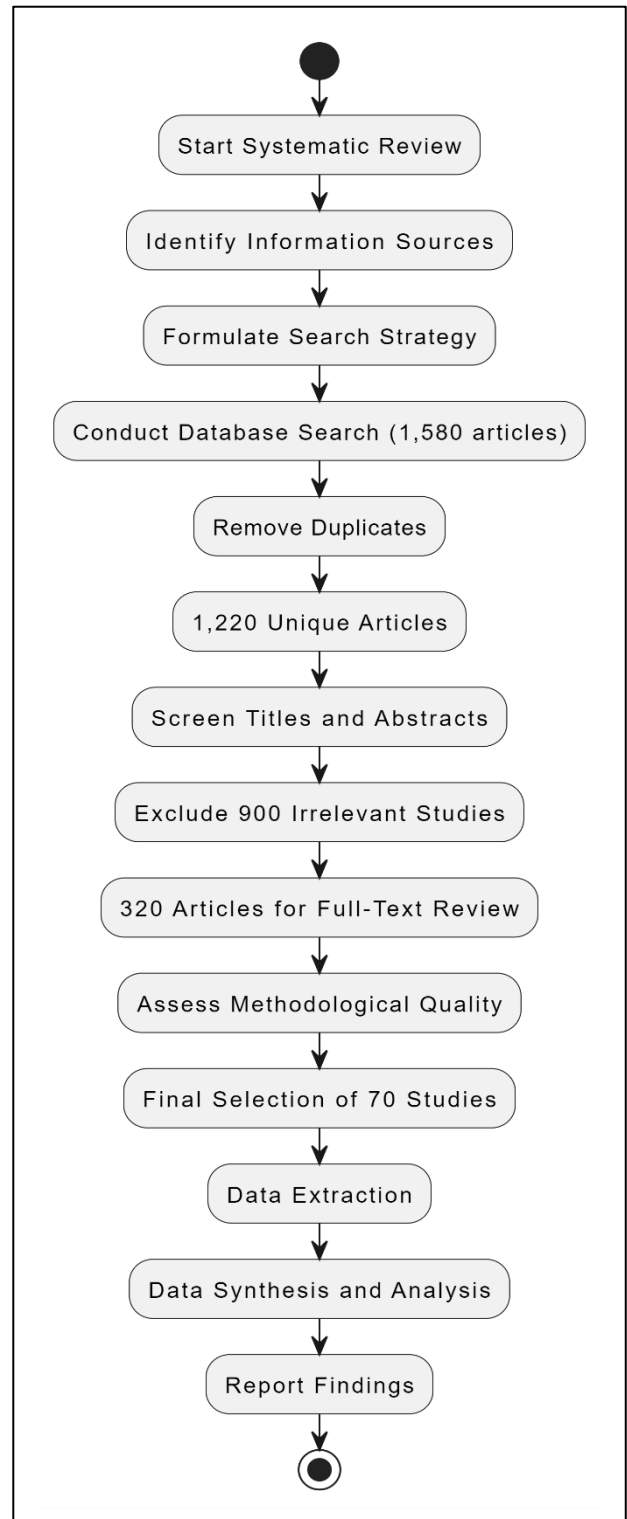 Start Systematic Review
Identify Information Sources
Formulate Search Strategy
Conduct Database Search (1,580 articles)
Remove Duplicates
1,220 Unique Articles
Screen Titles and Abstracts
Exclude 900 Irrelevant Studies
320 Articles for Full-Text Review
Assess Methodological Quality
Final Selection of 70 Studies
Data Extraction
Data Synthesis and Analysis
Report Findings